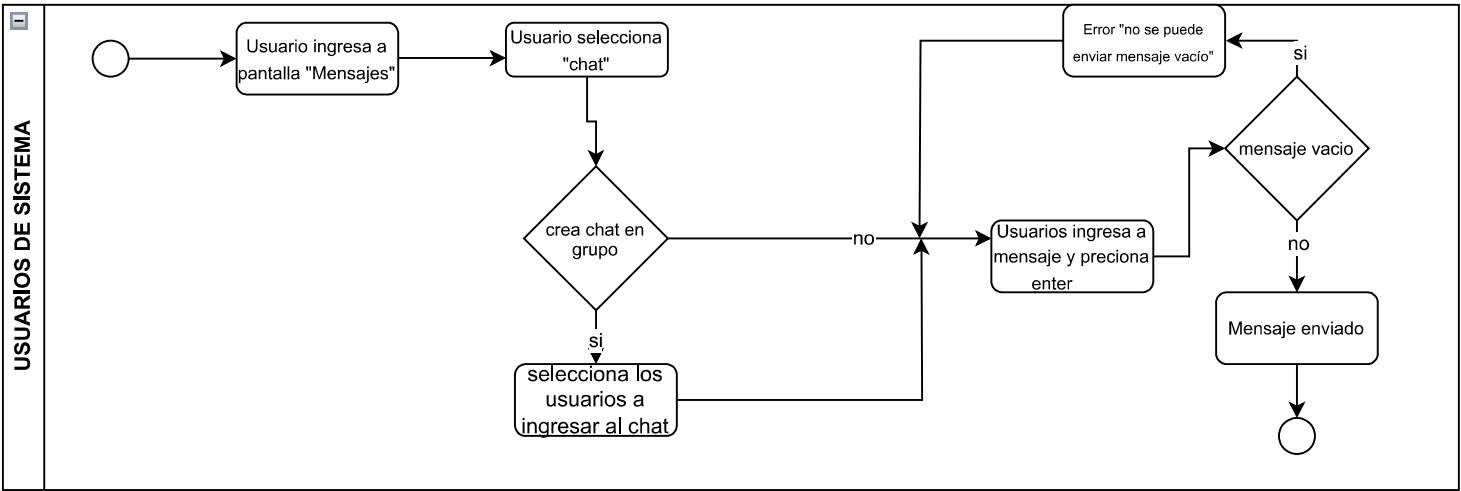 USUARIOS DE SISTEMA
Usuario ingresa a
pantalla "Mensajes"
Usuario selecciona
"chat"
crea chat en
grupo
no
si
selecciona los
usuarios a
ingresar al chat
Usuarios ingresa a
mensaje y preciona
enter
Error "no se puede
enviar mensaje vacío"
si
mensaje vacio
no
Mensaje enviado